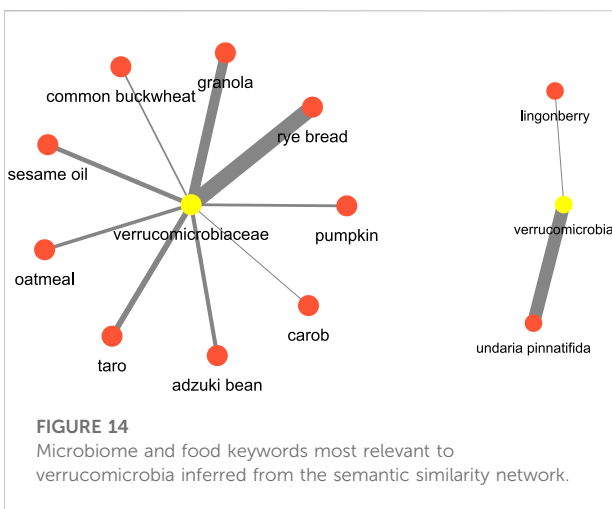 granola
common buckwheat
rye bread
sesame oil
verrucomicrobiaceae
pumpkin
oatmeal
carob
taro
adzuki bean
lingonberry
verrucomicrobia
undaria pinnatifida
FIGURE 14
Microbiome and food keywords most relevant to
verrucomicrobia inferred from the semantic similarity network.